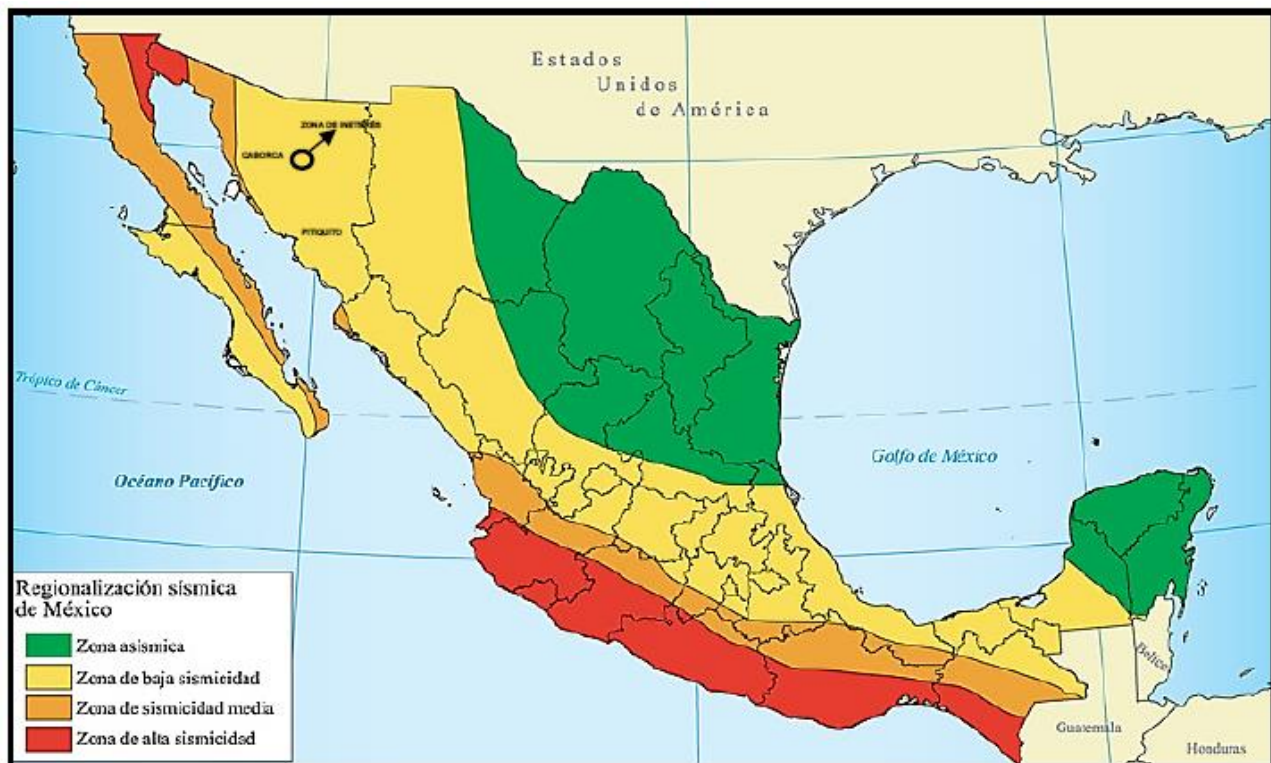 Estados
Unidos
de América
ZONA DE INETERÉS
CABORCA
PITIQUITO
Trópico de Cáncer
Océano Pacífico
Golfo de México
Regionalización sísmica
de México
Zona asísmica
Zona de baja sismicidad
Zona de sismicidad media
Zona de alta sismicidad
Belice
Guatemala
Honduras